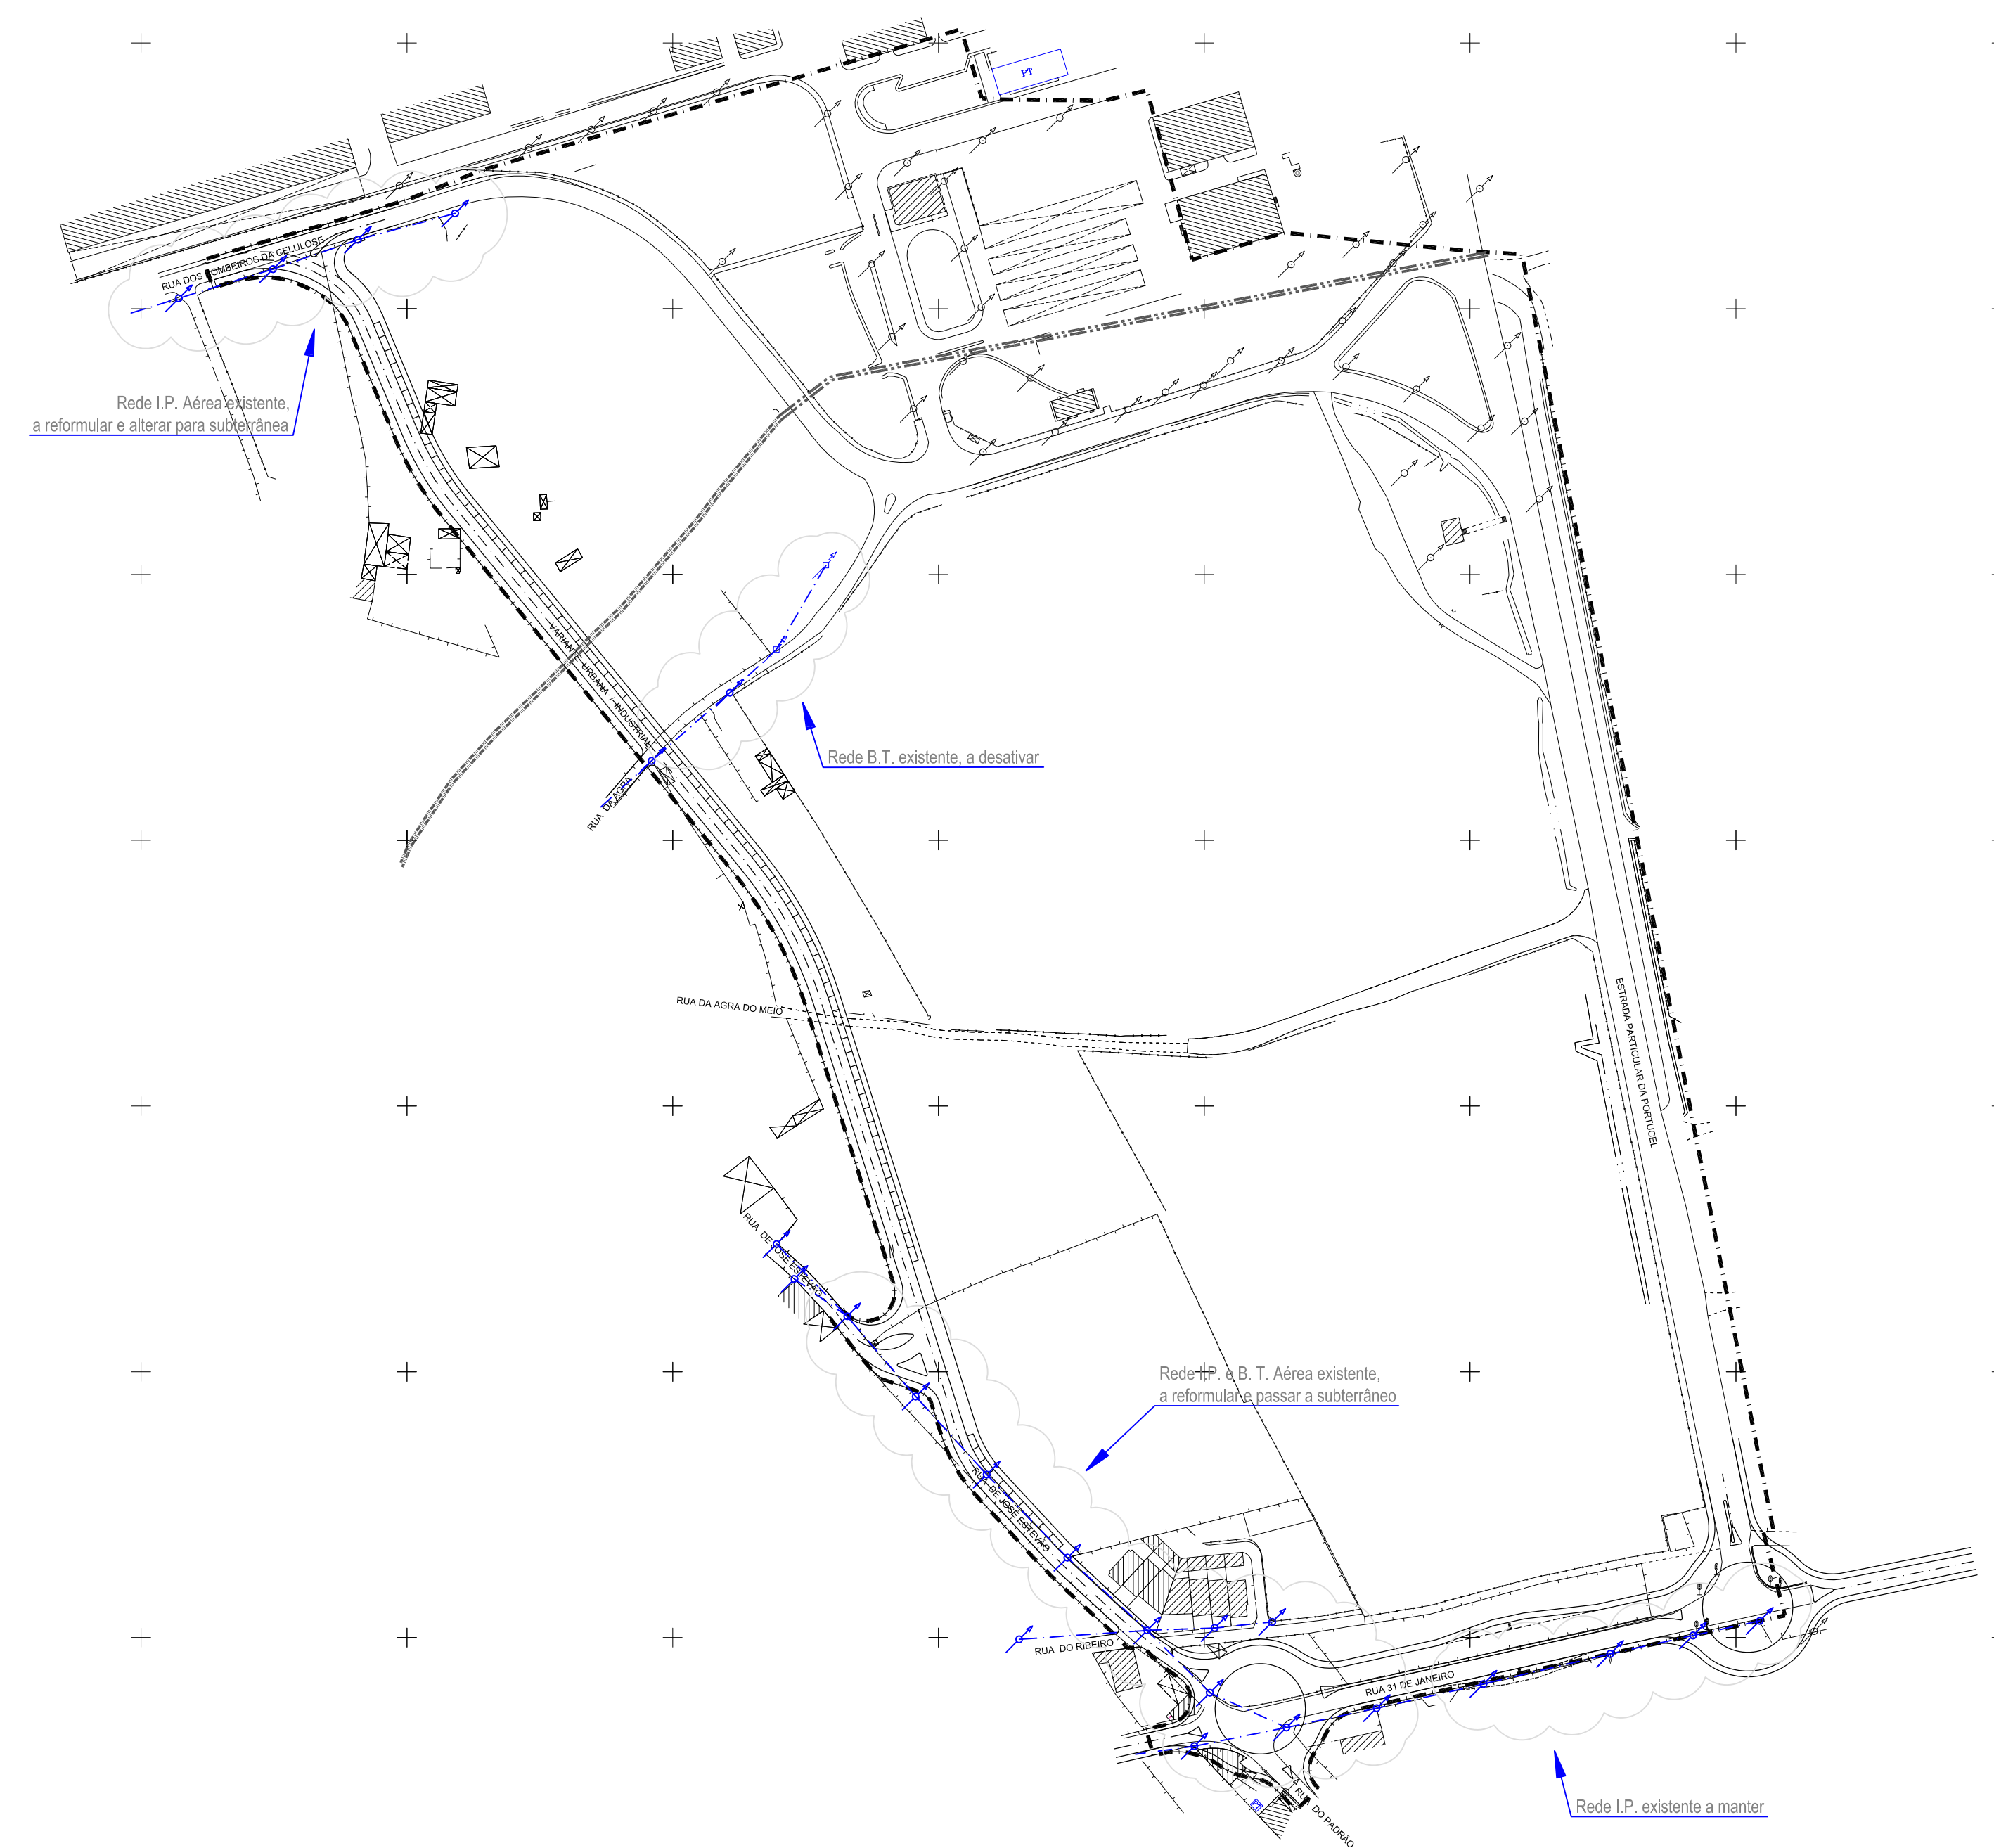 PT
RUA DOS BOMBEIROS DA CELULOSE
Rede I.P. Aérea existente,
a reformular e alterar para subterrânea
VARIANTE URBANA / INDUSTRIAL
Rede B.T. existente, a desativar
RUA DA AGRA
RUA DA AGRA DO MEIO
ESTRADA PARTICULAR DA PORTUCEL
RUA DE JOSÉ ESTEVÃO
Rede I.P. e B. T. Aérea existente,
a reformular e passar a subterrâneo
RUA DE JOSÉ ESTEVÃO
RUA DO RIBEIRO
RUA 31 DE JANEIRO
PT
RUA DO PADRÃO
Rede I.P. existente a manter